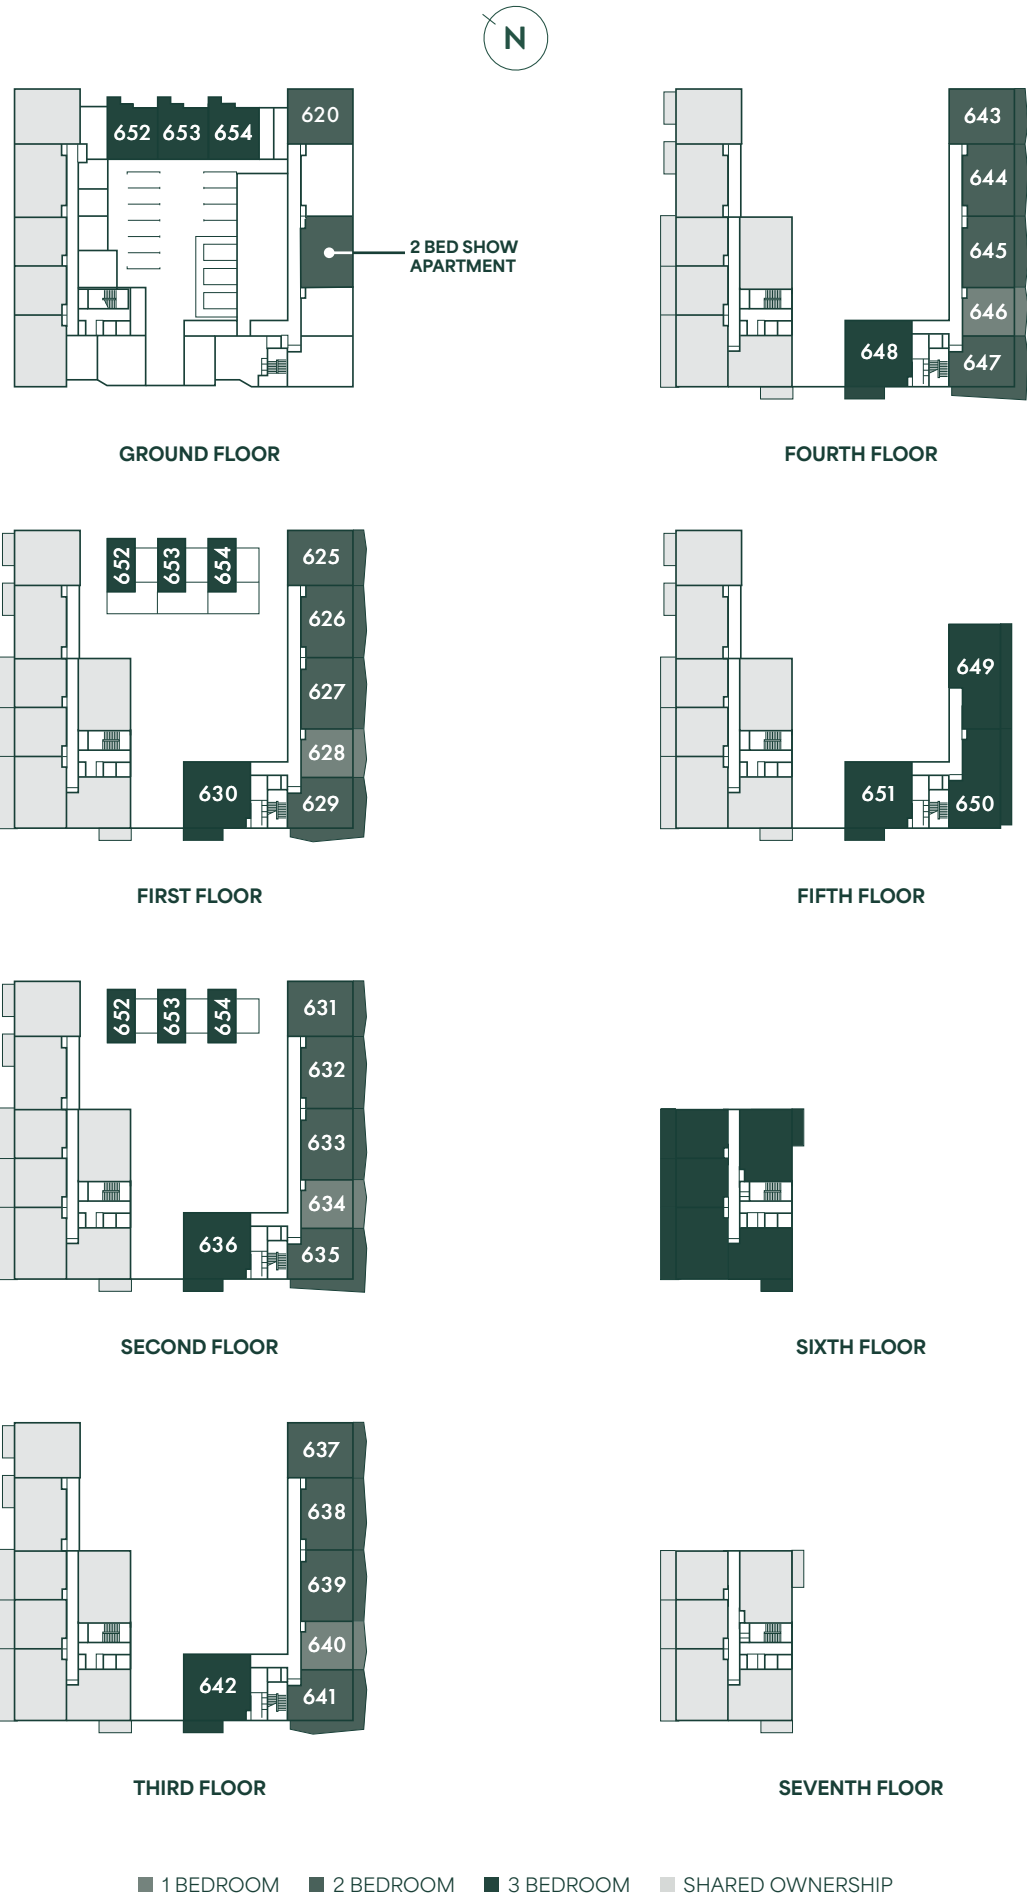 N
652 653 654
620
2 BED SHOW
APARTMENT
GROUND FLOOR
643
644
645
646
647
648
FOURTH FLOOR
652 653 654
625
626
627
628
629
630
FIRST FLOOR
649
650
651
FIFTH FLOOR
652 653 654
631
632
633
634
635
636
SECOND FLOOR
SIXTH FLOOR
637
638
639
640
641
642
THIRD FLOOR
SEVENTH FLOOR
1 BEDROOM 2 BEDROOM 3 BEDROOM SHARED OWNERSHIP